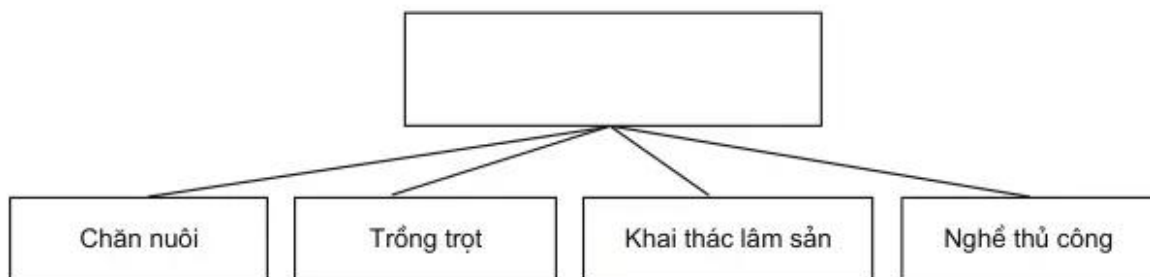 Chăn nuôi
Trồng trọt
Khai thác lâm sản
Nghề thủ công